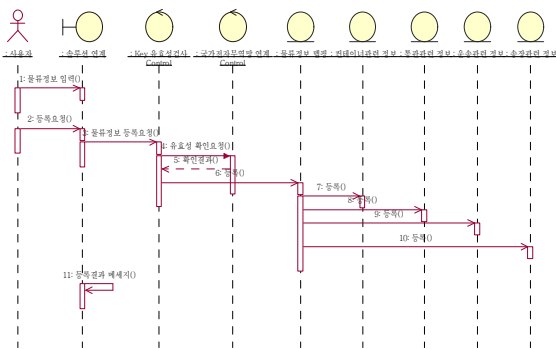 : 사용자
: 솔루션 연계
: Key 유효성검사
Control
: 국가전자무역망 연계
Control
: 물류정보 맵핑
: 컨테이너관련 정보
: 통관관련 정보
: 운송관련 정보
: 송장관련 정보
1: 물류정보 입력()
2: 등록요청()
3: 물류정보 등록요청()
4: 유효성 확인요청()
5: 확인결과()
6: 등록()
7: 등록()
8: 등록()
9: 등록()
10: 등록()
11: 등록결과 메세지()